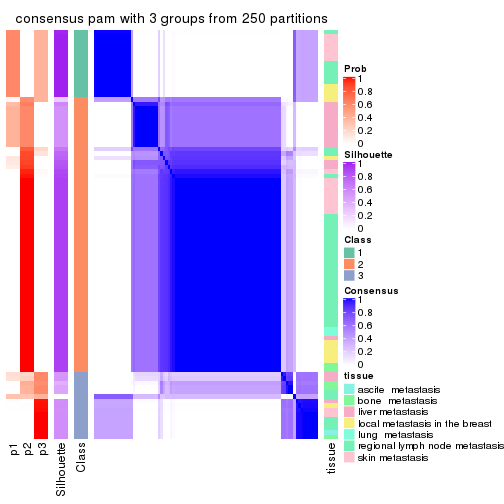 consensus pam with 3 groups from 250 partitions
Prob
1
0.8
0.6
0.4
0.2
0
Silhouette
1
0.8
0.6
0.4
0.2
0
Class
1
2
3
Consensus
1
0.8
0.6
0.4
0.2
0
tissue
ascite metastasis
bone metastasis
liver metastasis
local metastasis in the breast
lung metastasis
regional lymph node metastasis
skin metastasis
p1
p2
p3
Silhouette
Class
tissue